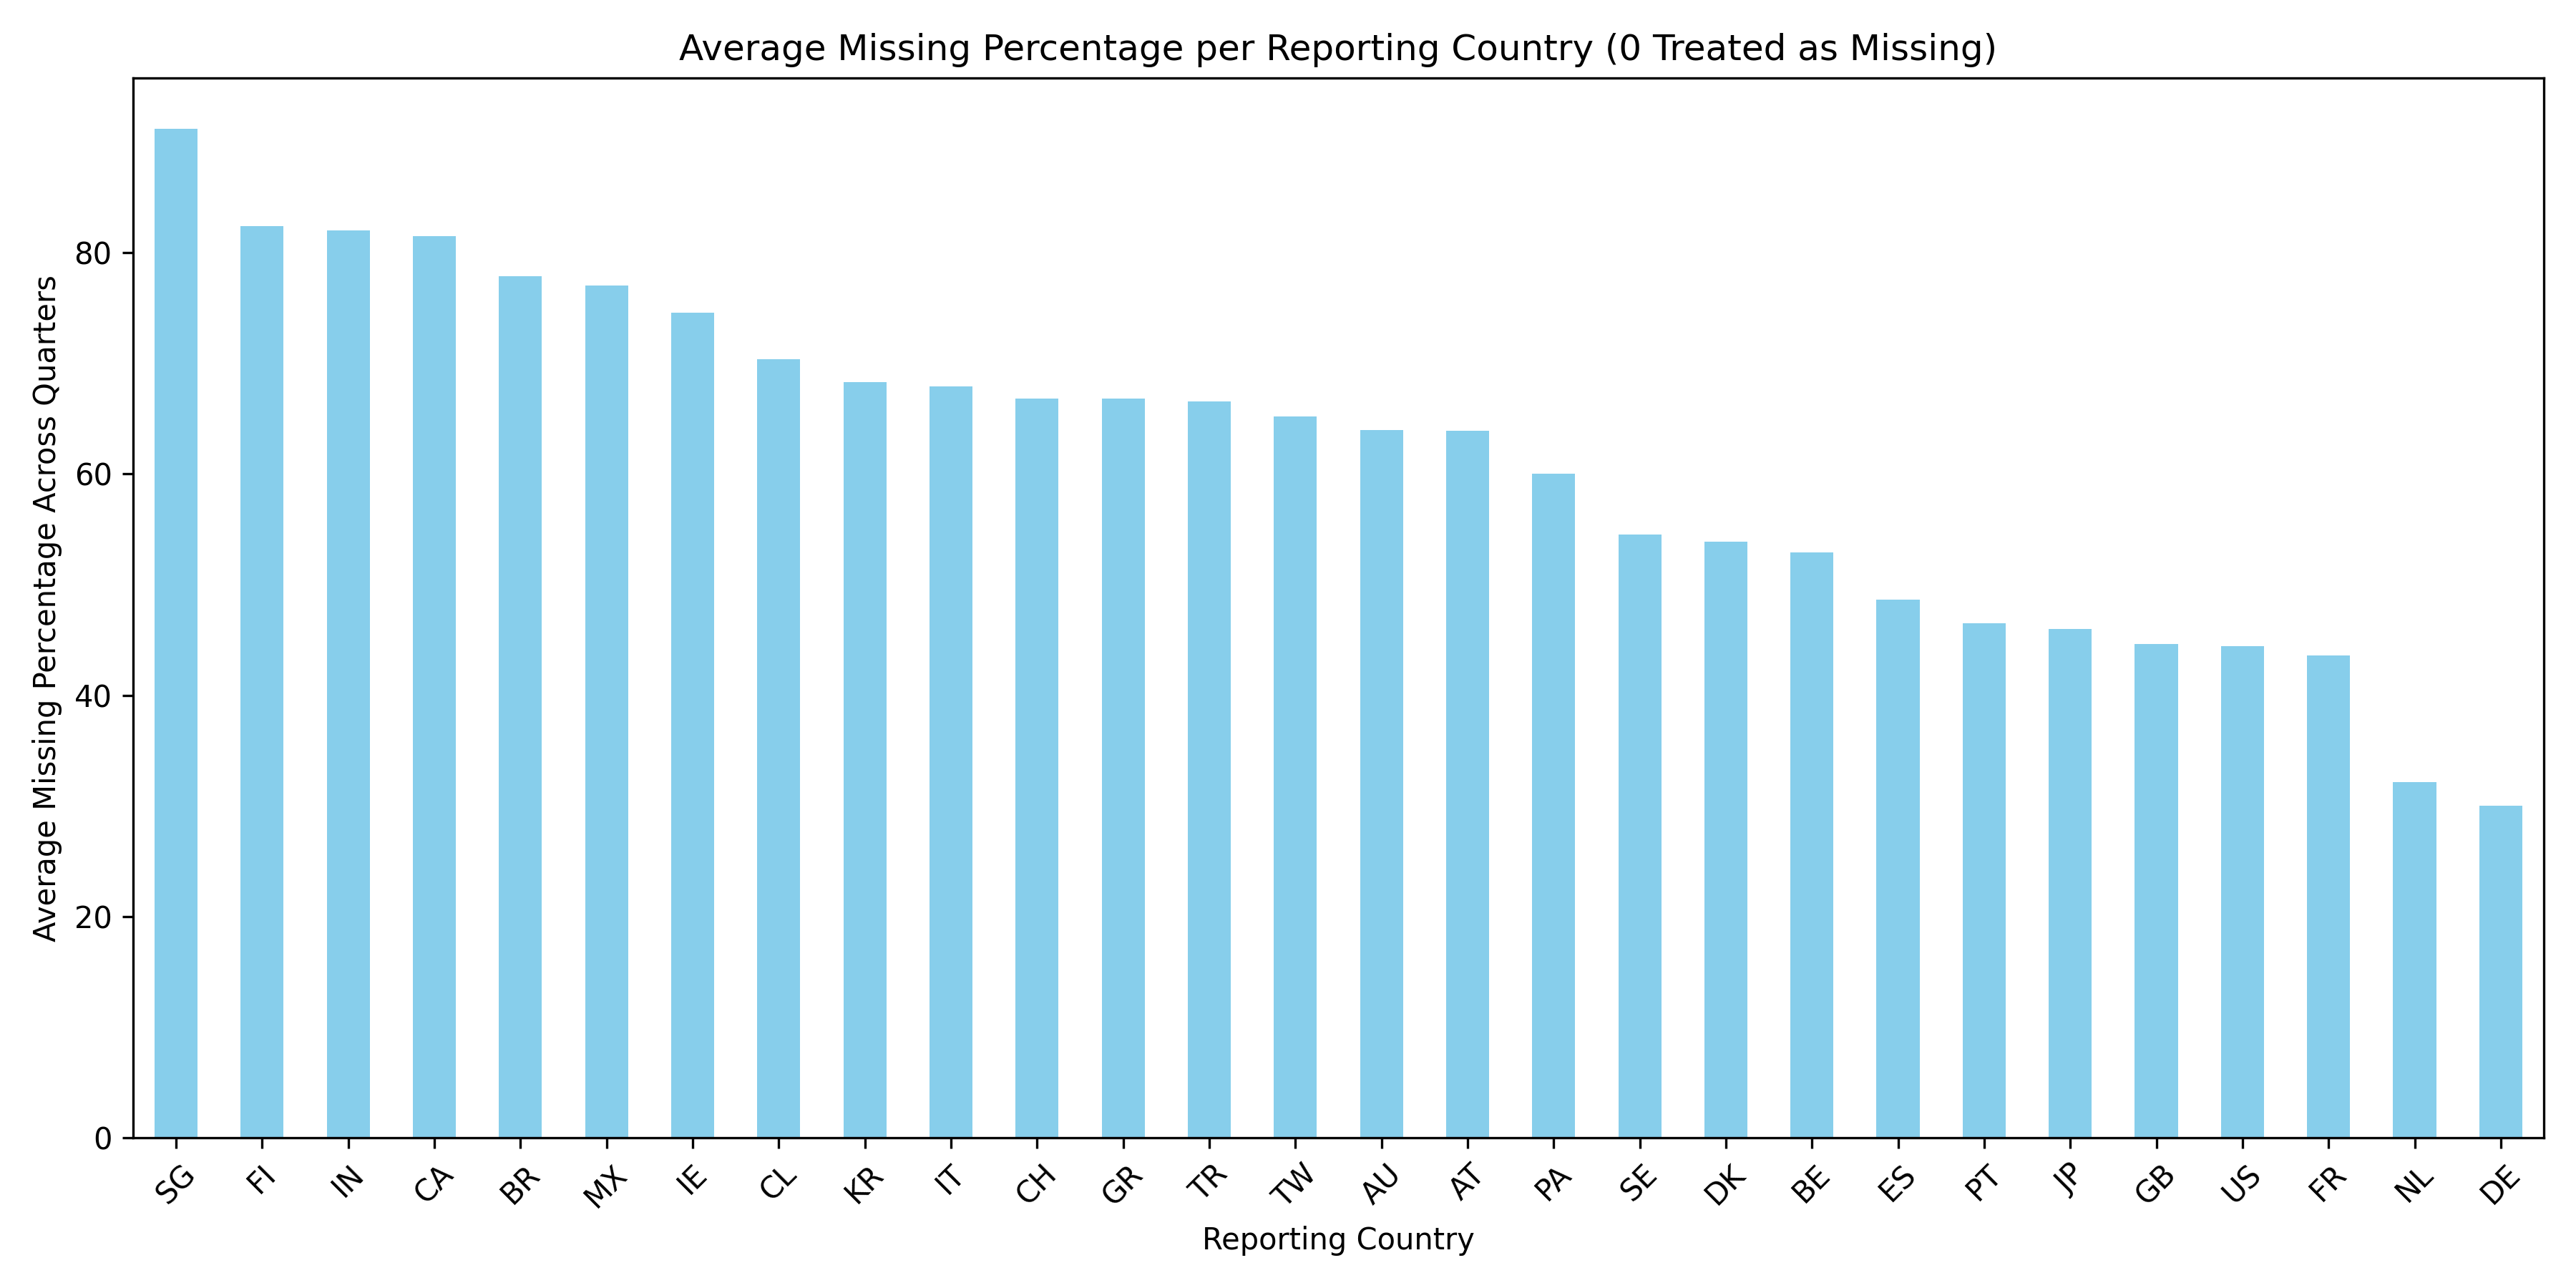 Average Missing Percentage per Reporting Country (0 Treated as Missing)
Average Missing Percentage Across Quarters
80
60
40
20
0
SG FI IN CA BR MX IE CL KR IT CH GR TR TW AU AT PA SE DK BE ES PT JP GB US FR NL DE
Reporting Country